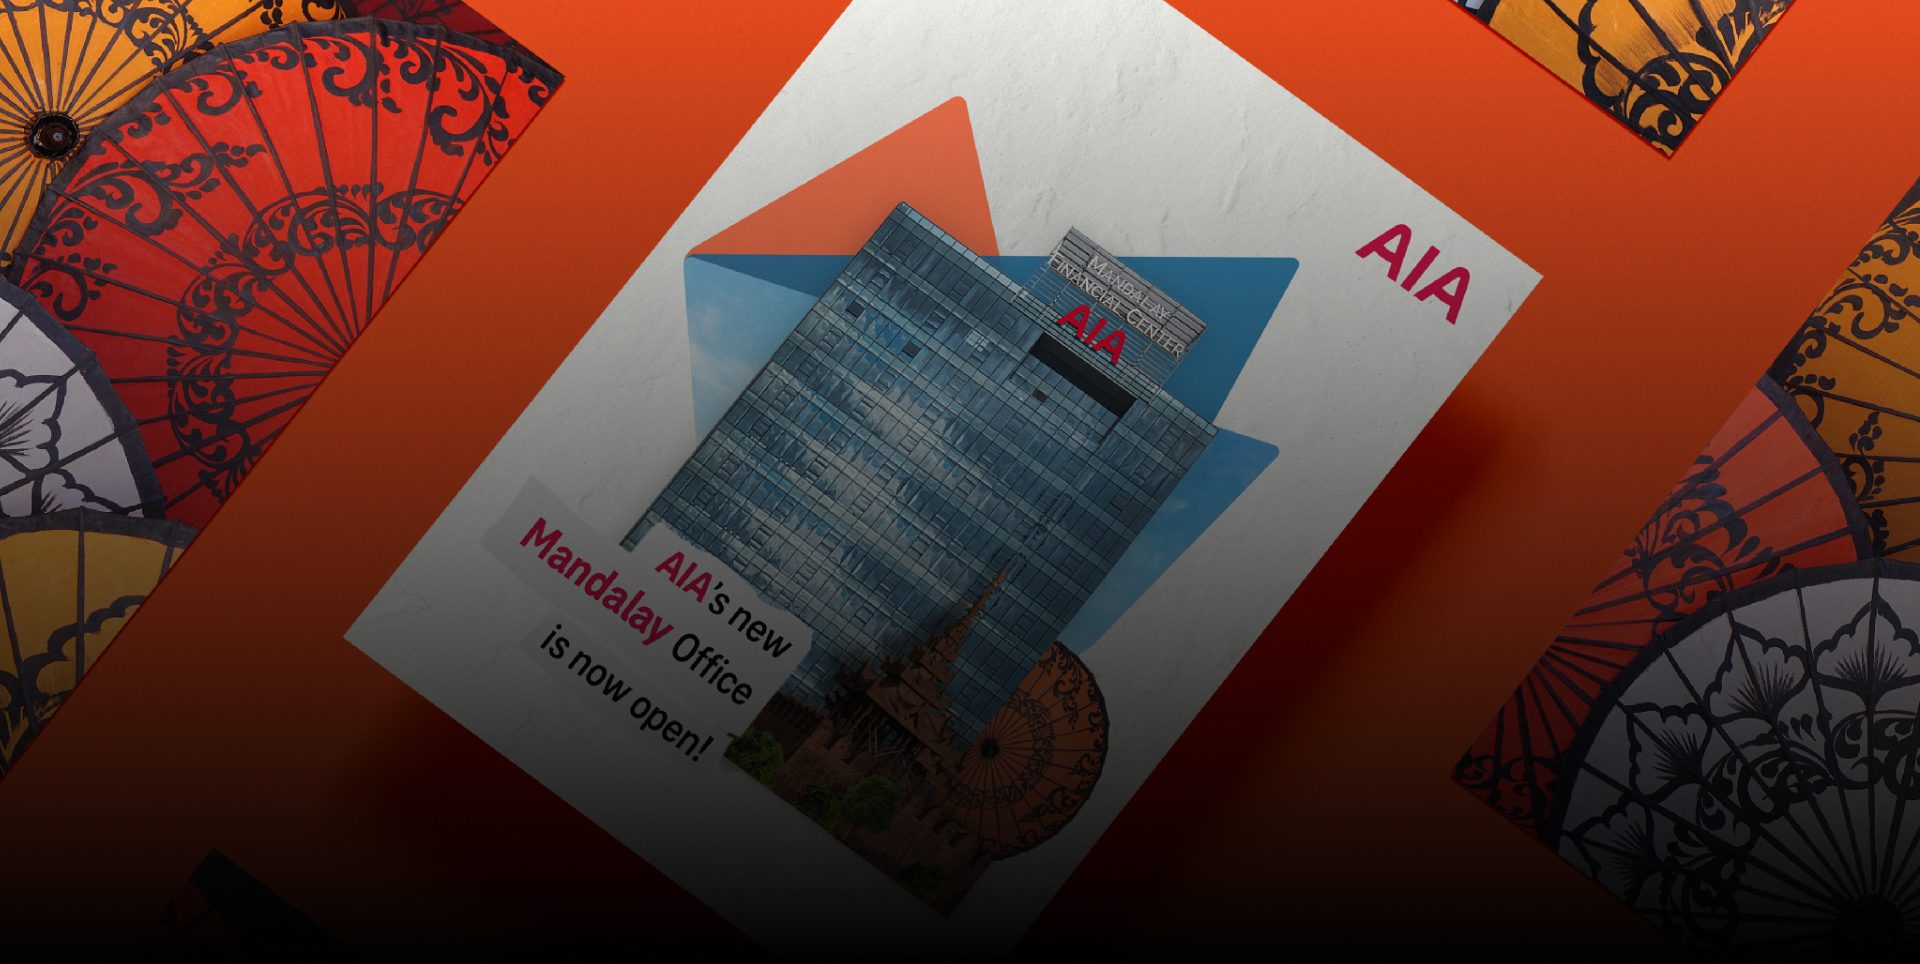 AIA
MANDALAY
FINANCIAL CENTER
AIA
AIA's new
Mandalay Office
is now open!